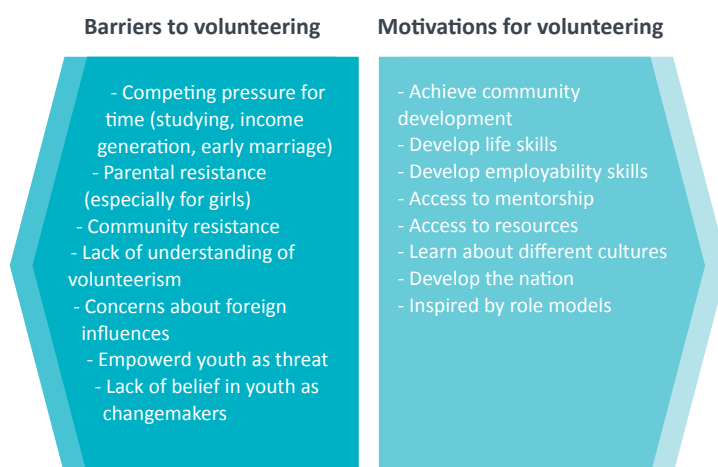 Barriers to volunteering
- Competing pressure for
time (studying, income
generation, early marriage)
- Parental resistance
(especially for girls)
- Community resistance
- Lack of understanding of
volunteerism
- Concerns about foreign
influences
- Empowerd youth as threat
- Lack of belief in youth as
changemakers
Motivations for volunteering
- Achieve community
development
- Develop life skills
- Develop employability skills
- Access to mentorship
- Access to resources
- Learn about different cultures
- Develop the nation
- Inspired by role models